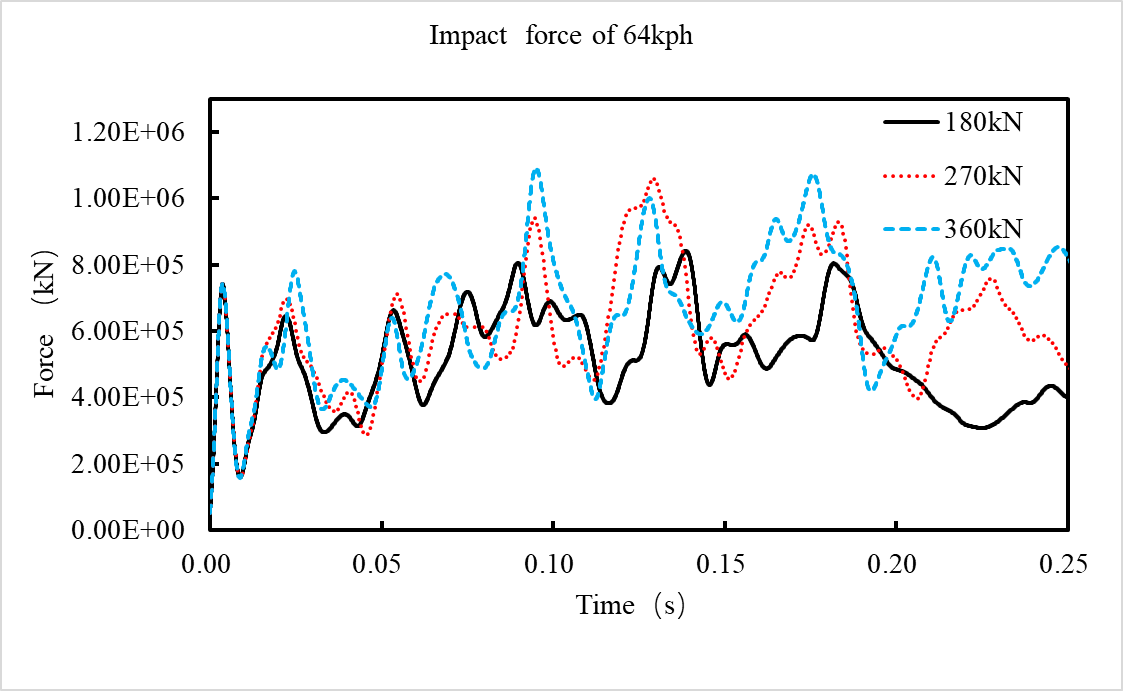 Impact force of 64kph
1.20E+06
1.00E+06
8.00E+05
6.00E+05
4.00E+05
2.00E+05
0.00E+00
Force （kN）
180kN
270kN
360kN
0.00 0.05 0.10 0.15 0.20 0.25
Time （s）